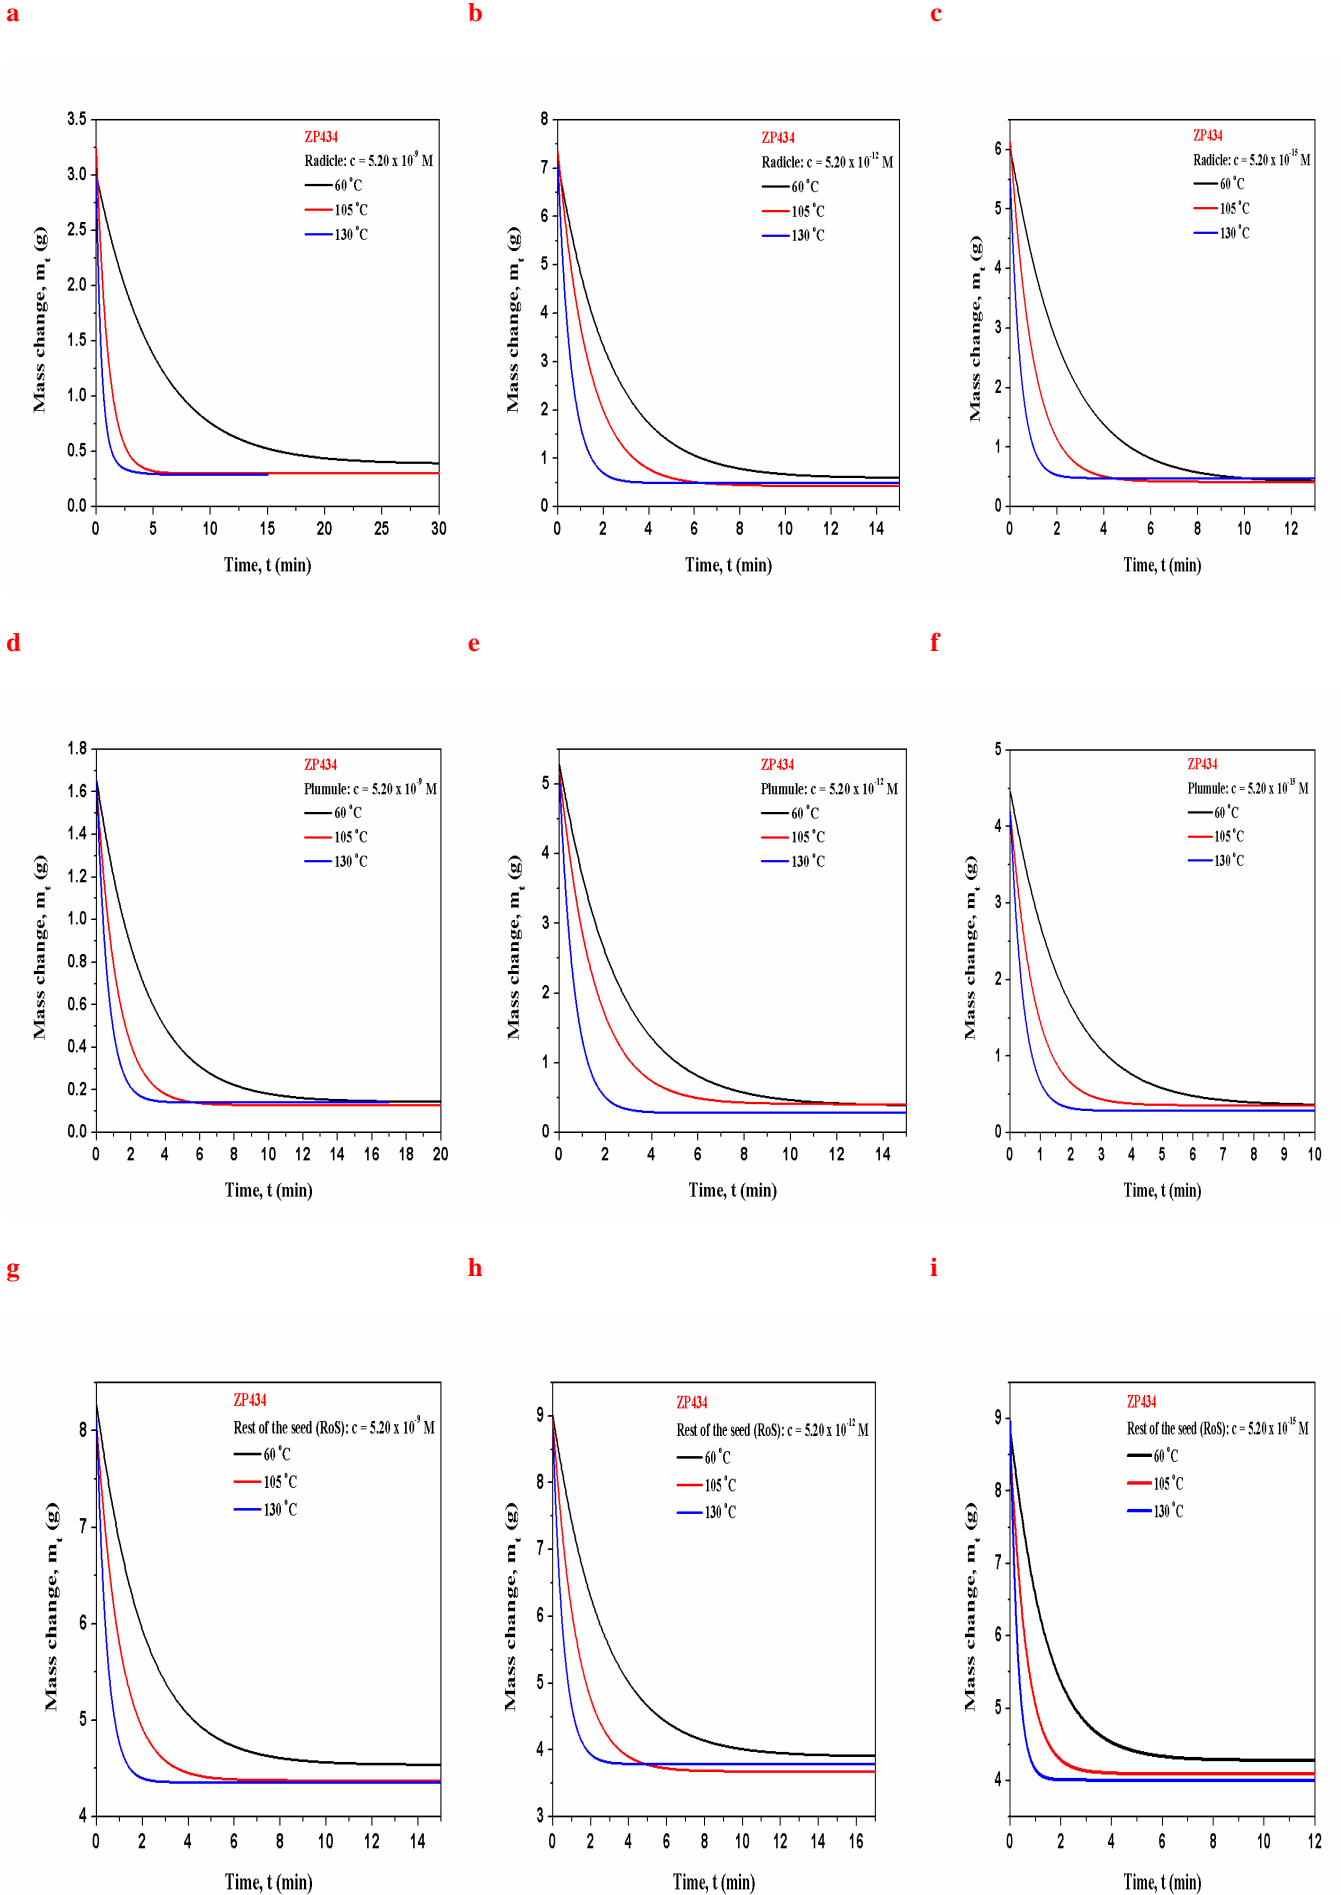 a
b
c
3.5
3.0
2.5
2.0
1.5
1.0
0.5
0.0
0 5 10 15 20 25 30
Mass change, mₜ (g)
Time, t (min)
ZP434
Radicle: c = 5.20 x 10⁻⁹ M
60 °C
105 °C
130 °C
8
7
6
5
4
3
2
1
0
0 2 4 6 8 10 12 14
Mass change, mₜ (g)
Time, t (min)
ZP434
Radicle: c = 5.20 x 10⁻¹² M
60 °C
105 °C
130 °C
6
5
4
3
2
1
0
0 2 4 6 8 10 12
Mass change, mₜ (g)
Time, t (min)
ZP434
Radicle: c = 5.20 x 10⁻¹⁵ M
60 °C
105 °C
130 °C
d
e
f
1.8
1.6
1.4
1.2
1.0
0.8
0.6
0.4
0.2
0.0
0 2 4 6 8 10 12 14 16 18 20
Mass change, mₜ (g)
Time, t (min)
ZP434
Plumule: c = 5.20 x 10⁻⁹ M
60 °C
105 °C
130 °C
5
4
3
2
1
0
0 2 4 6 8 10 12 14
Mass change, mₜ (g)
Time, t (min)
ZP434
Plumule: c = 5.20 x 10⁻¹² M
60 °C
105 °C
130 °C
5
4
3
2
1
0
0 1 2 3 4 5 6 7 8 9 10
Mass change, mₜ (g)
Time, t (min)
ZP434
Plumule: c = 5.20 x 10⁻¹⁵ M
60 °C
105 °C
130 °C
g
h
i
8
7
6
5
4
0 2 4 6 8 10 12 14
Mass change, mₜ (g)
Time, t (min)
ZP434
Rest of the seed (RoS): c = 5.20 x 10⁻⁹ M
60 °C
105 °C
130 °C
9
8
7
6
5
4
3
0 2 4 6 8 10 12 14 16
Mass change, mₜ (g)
Time, t (min)
ZP434
Rest of the seed (RoS): c = 5.20 x 10⁻¹² M
60 °C
105 °C
130 °C
9
8
7
6
5
4
0 2 4 6 8 10 12
Mass change, mₜ (g)
Time, t (min)
ZP434
Rest of the seed (RoS): c = 5.20 x 10⁻¹⁵ M
60 °C
105 °C
130 °C